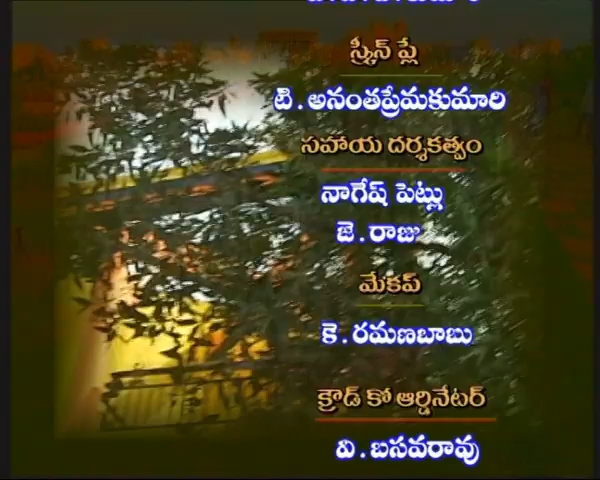 స్క్రీన్ ప్లే
టి.అనంతప్రేమకుమారి
సహాయ దర్శకత్వం
నాగేష్ పెట్లు
జె.రాజు
మేకప్
కె.రమణబాబు
క్రౌడ్ కో ఆర్డినేటర్
వి.బసవరావు